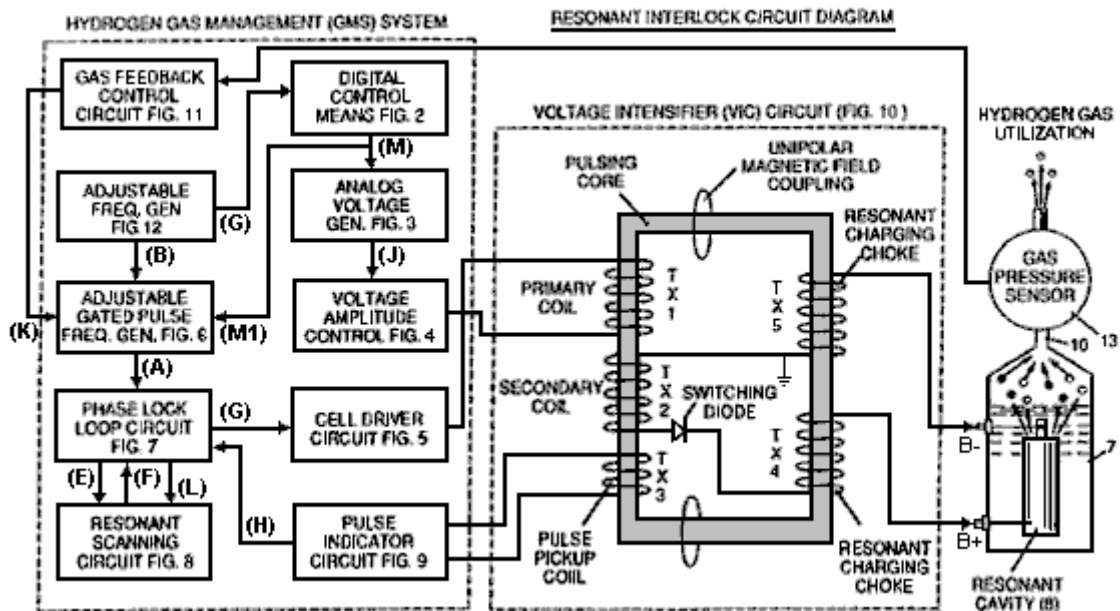 HYDROGEN GAS MANAGEMENT (GMS) SYSTEM
RESONANT INTERLOCK CIRCUIT DIAGRAM
GAS FEEDBACK
CONTROL
CIRCUIT FIG. 11
DIGITAL
CONTROL
MEANS FIG. 2
(M)
ADJUSTABLE
FREQ. GEN
FIG. 12
(G)
ANALOG
VOLTAGE
GEN. FIG. 3
(B)
(J)
(K)
ADJUSTABLE
GATED PULSE
FREQ. GEN. FIG. 6
(M1)
VOLTAGE
AMPLITUDE
CONTROL FIG. 4
(A)
PHASE LOCK
LOOP CIRCUIT
FIG. 7
(G)
CELL DRIVER
CIRCUIT FIG. 5
(E)
(F)
(L)
(H)
RESONANT
SCANNING
CIRCUIT FIG. 8
PULSE
INDICATOR
CIRCUIT FIG. 9
VOLTAGE INTENSIFIER (VIC) CIRCUIT (FIG. 10 )
PULSING
CORE
UNIPOLAR
MAGNETIC FIELD
COUPLING
RESONANT
CHARGING
CHOKE
PRIMARY
COIL
TX1
TX5
SECONDARY
COIL
TX2
SWITCHING
DIODE
TX4
TX3
PULSE
PICKUP
COIL
RESONANT
CHARGING
CHOKE
HYDROGEN GAS
UTILIZATION
GAS
PRESSURE
SENSOR
10
13
B-
7
B+
RESONANT
CAVITY (8)